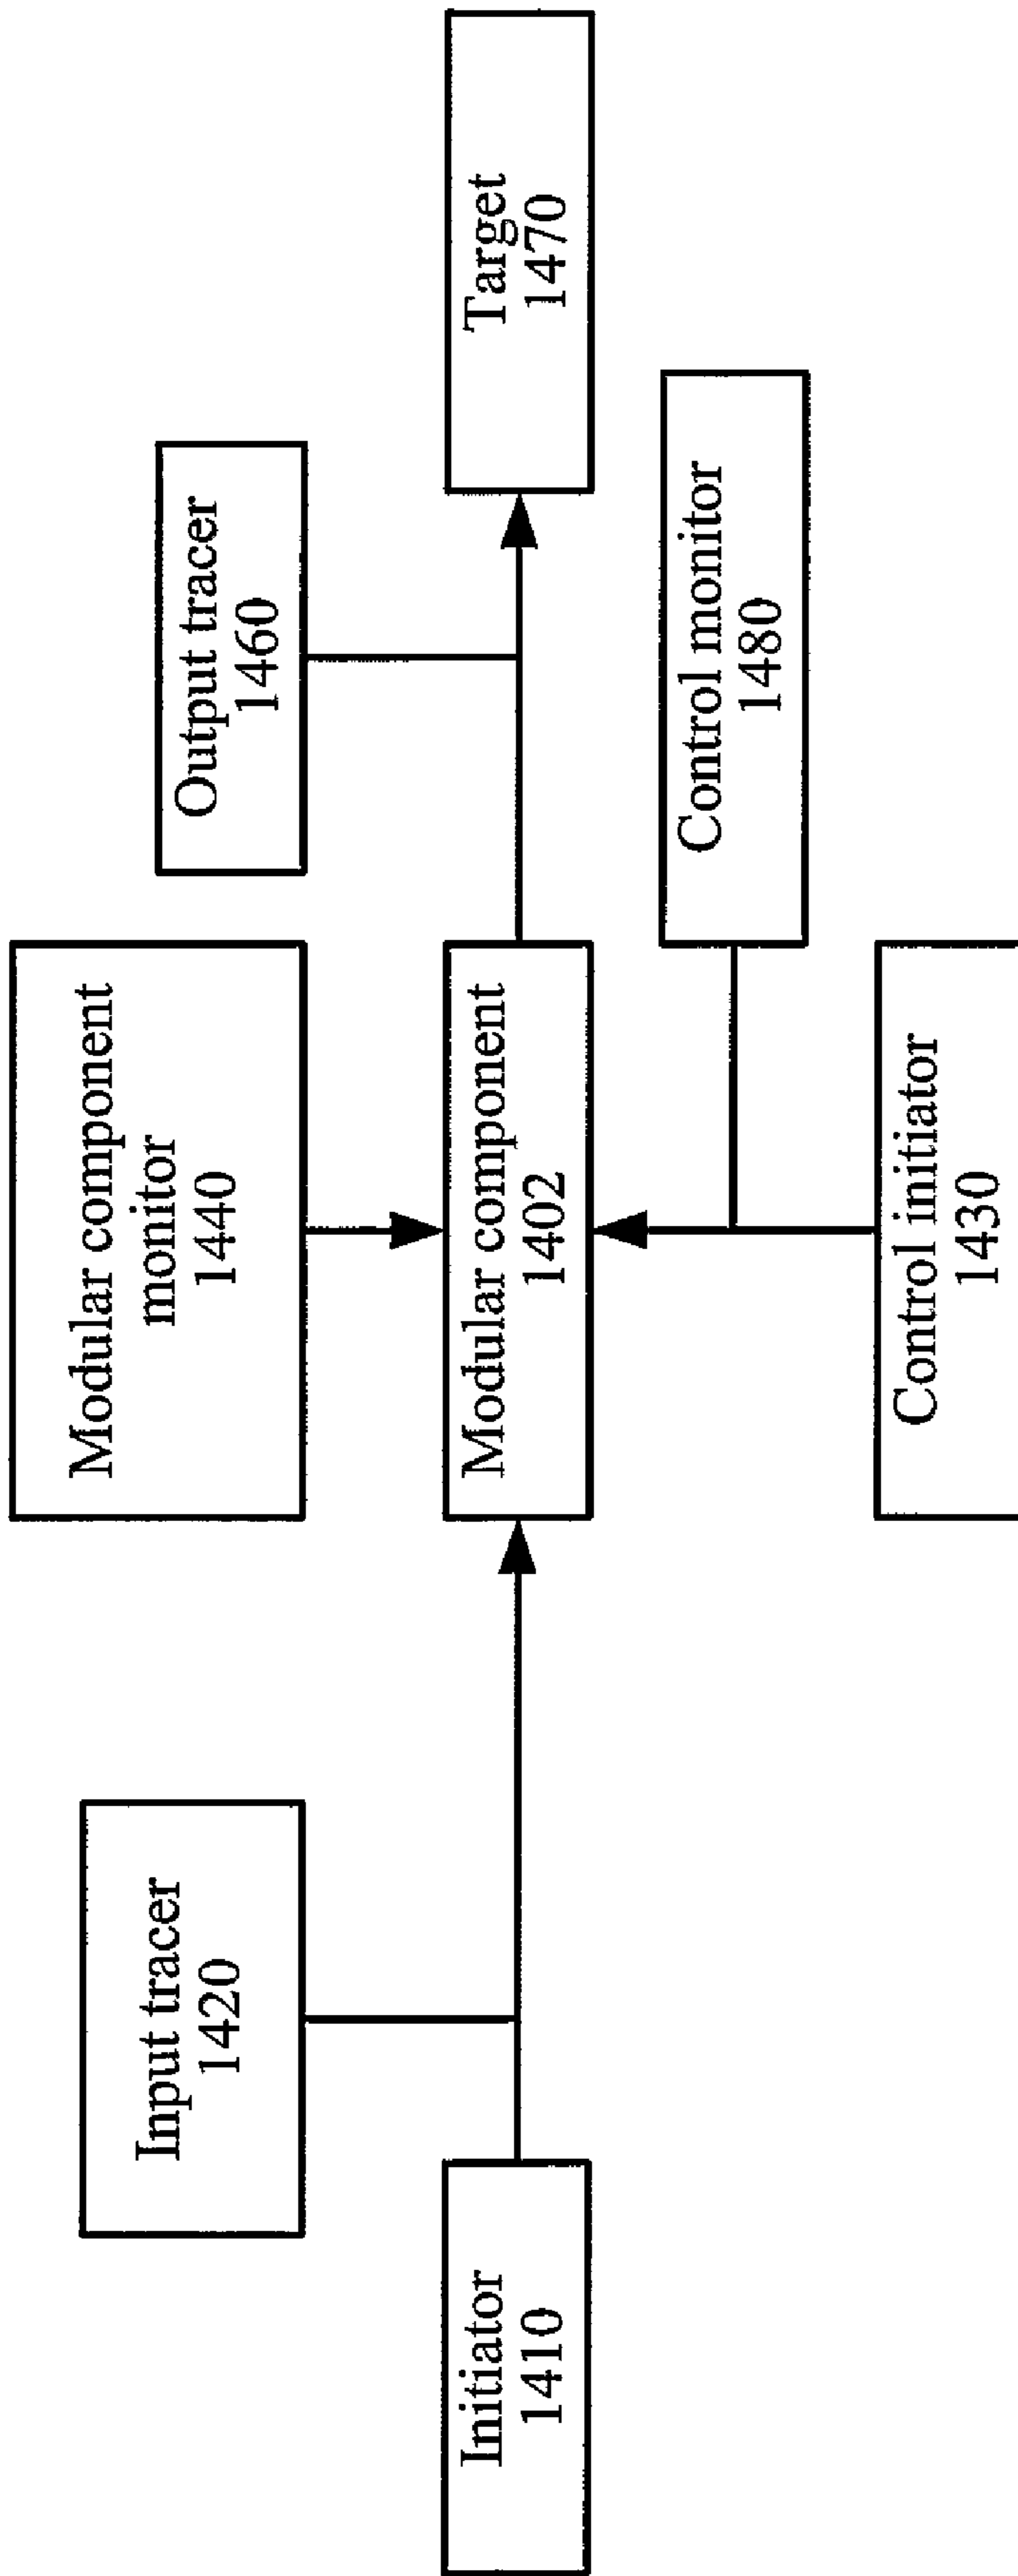 Modular component
monitor
1440
Input tracer
1420
Output tracer
1460
Initiator
1410
Modular component
1402
Target
1470
Control monitor
1480
Control initiator
1430